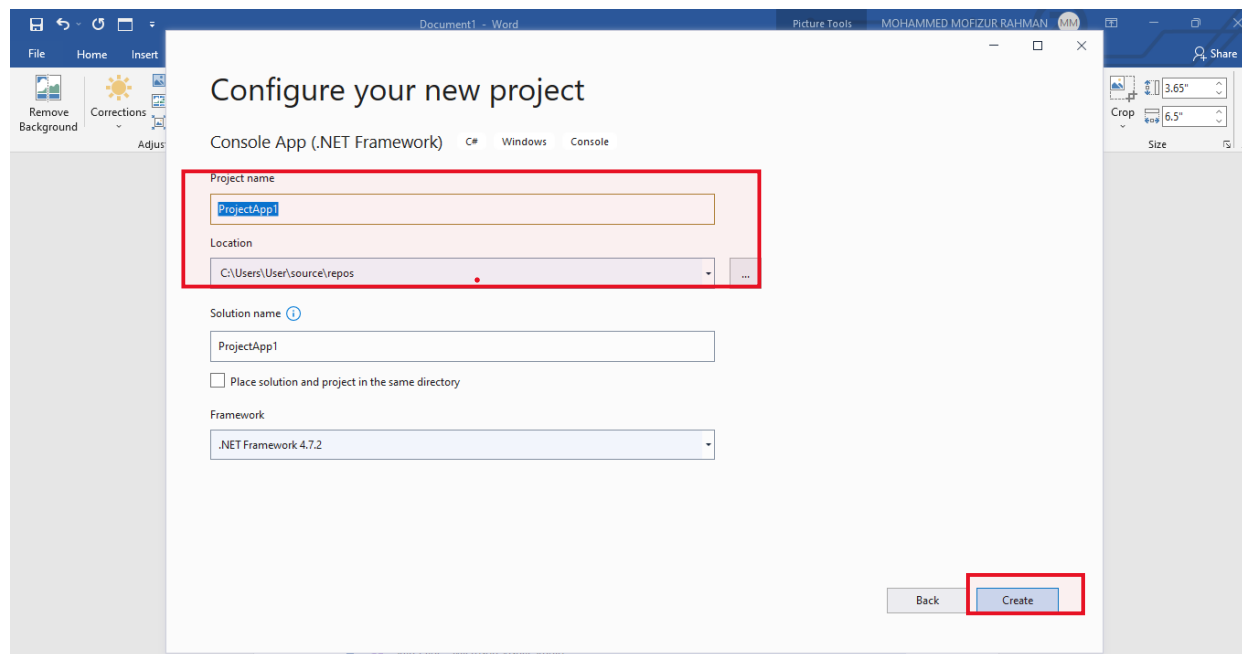 Document1 - Word
Picture Tools
MOHAMMED MOFIZUR RAHMAN
MM
File
Home
Insert
Share
Remove
Background
Corrections
Adjus
Crop
3.65"
6.5"
Size
Configure your new project
Console App (.NET Framework)
C#
Windows
Console
Project name
ProjectApp1
Location
C:\Users\User\source\repos
...
Solution name
ProjectApp1
Place solution and project in the same directory
Framework
.NET Framework 4.7.2
Back
Create